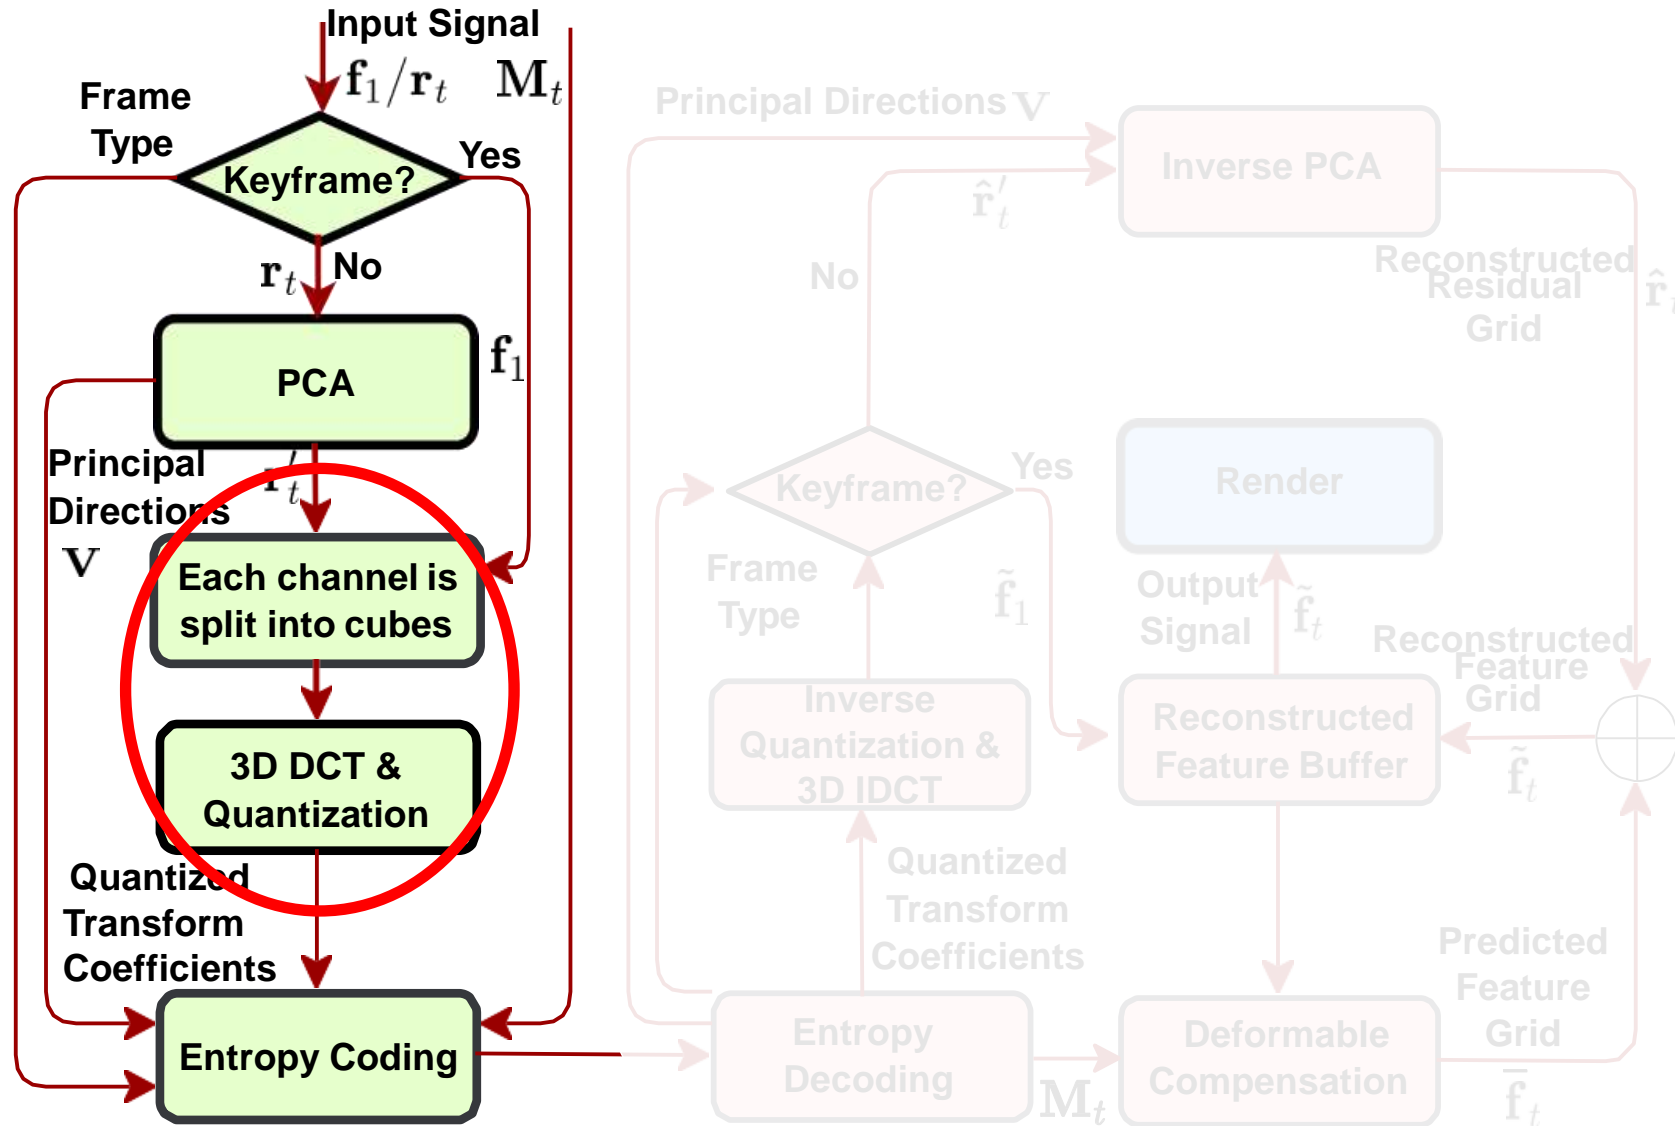 Input Signal
f₁/rₜ
Mₜ
Frame
Type
Keyframe?
Yes
rₜ
No
PCA
f₁
Principal
Directions
V
r′ₜ
Each channel is
split into cubes
3D DCT &
Quantization
Quantized
Transform
Coefficients
Entropy Coding
Principal Directions V
Inverse PCA
r̂′ₜ
No
Reconstructed
Residual
Grid
r̂ₜ
Keyframe?
Yes
Render
Frame
Type
f̃₁
Output
Signal
f̃ₜ
Reconstructed
Feature
Grid
Inverse
Quantization &
3D IDCT
Reconstructed
Feature Buffer
f̃ₜ
Quantized
Transform
Coefficients
Predicted
Feature
Grid
Entropy
Decoding
Mₜ
Deformable
Compensation
f̄ₜ